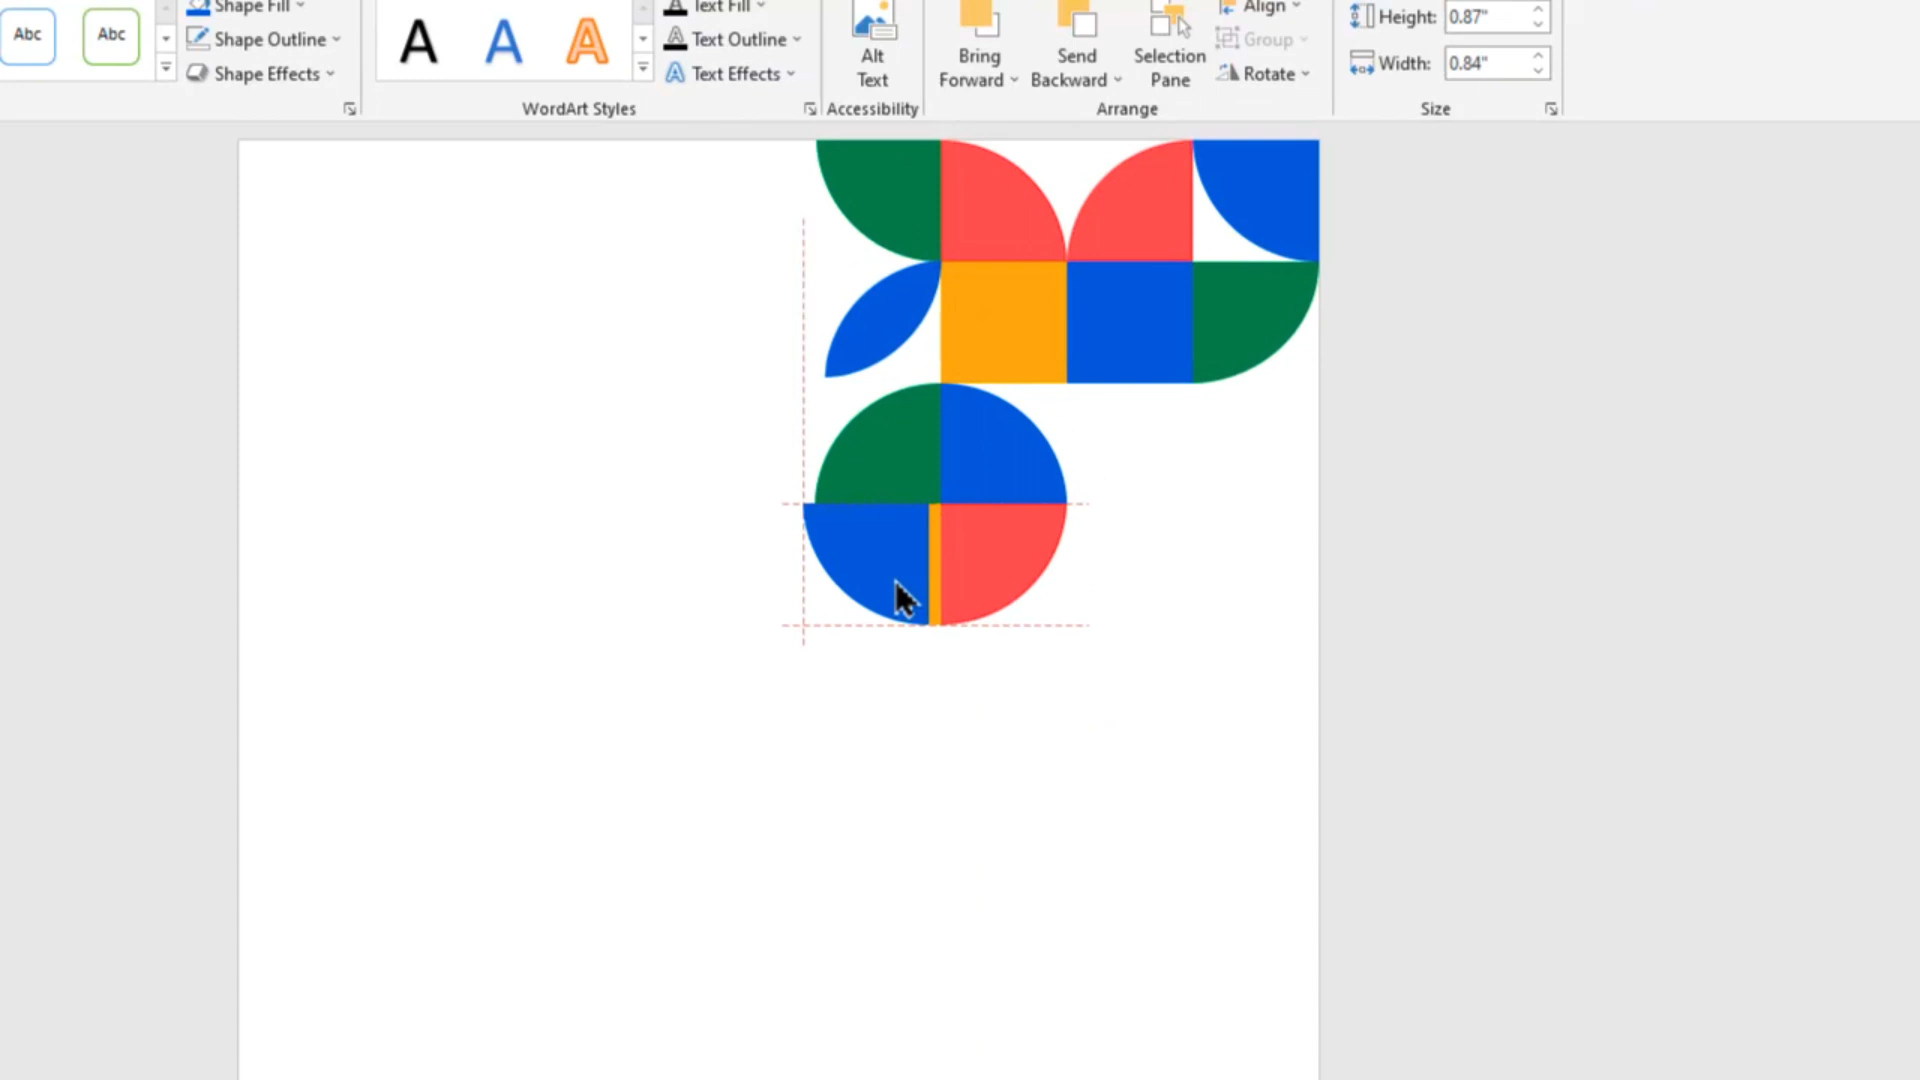 Abc
Abc
Shape Fill
Shape Outline
Shape Effects
A A A
Text Fill
Text Outline
Text Effects
WordArt Styles
Alt
Text
Accessibility
Bring
Forward
Send
Backward
Selection
Pane
Align
Group
Rotate
Arrange
Height: 0.87"
Width: 0.84"
Size